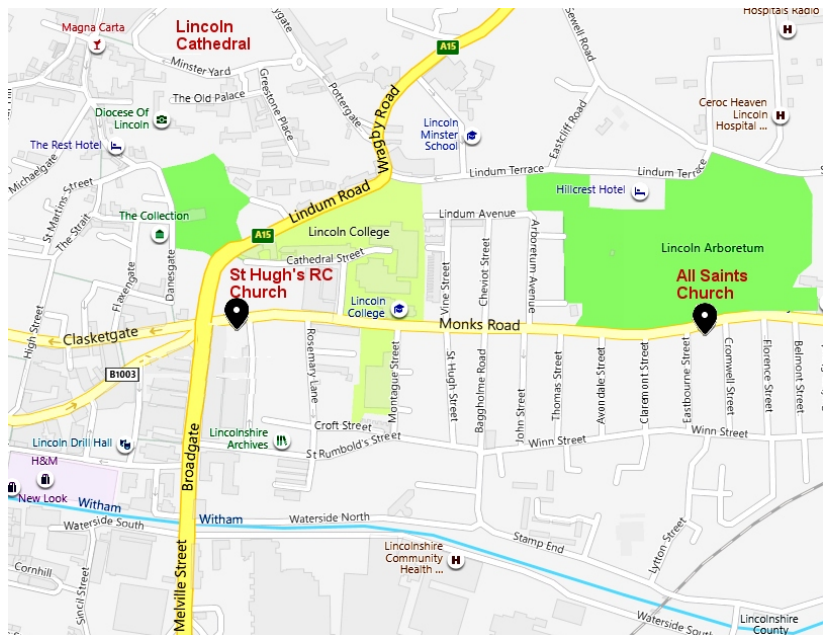 Hospitals Radio
Magna Carta
Lincoln
Cathedral
Minster Yard
The Old Palace
Greestone Place
Pottergate
Wragby Road
A15
Sewell Road
Eastcliff Road
Ceroc Heaven
Lincoln
Hospital ...
Diocese Of
Lincoln
The Rest Hotel
Michaelgate
St Martins Street
The Strait
The Collection
Danesgate
Flaxengate
High Street
Lincoln
Minster
School
Lindum Terrace
Lindum Terrace
Hillcrest Hotel
Lindum Road
A15
Lincoln College
Cathedral Street
Lindum Avenue
Vine Street
Cheviot Street
Arboretum Avenue
Lincoln Arboretum
St Hugh's RC
Church
All Saints
Church
Lincoln
College
Clasketgate
Monks Road
B1003
Rosemary Lane
Montague Street
St Hugh Street
Baggholme Road
John Street
Thomas Street
Avondale Street
Claremont Street
Eastbourne Street
Cromwell Street
Florence Street
Belmont Street
Croft Street
St Rumbold's Street
Winn Street
Winn Street
Lincolnshire
Archives
Lincoln Drill Hall
H&M
New Look
Broadgate
Witham
Witham
Waterside South
Waterside North
Stamp End
Lytton Street
Lincolnshire
Community
Health ...
Cornhill
Sincil Street
Melville Street
Waterside South
Lincolnshire
County